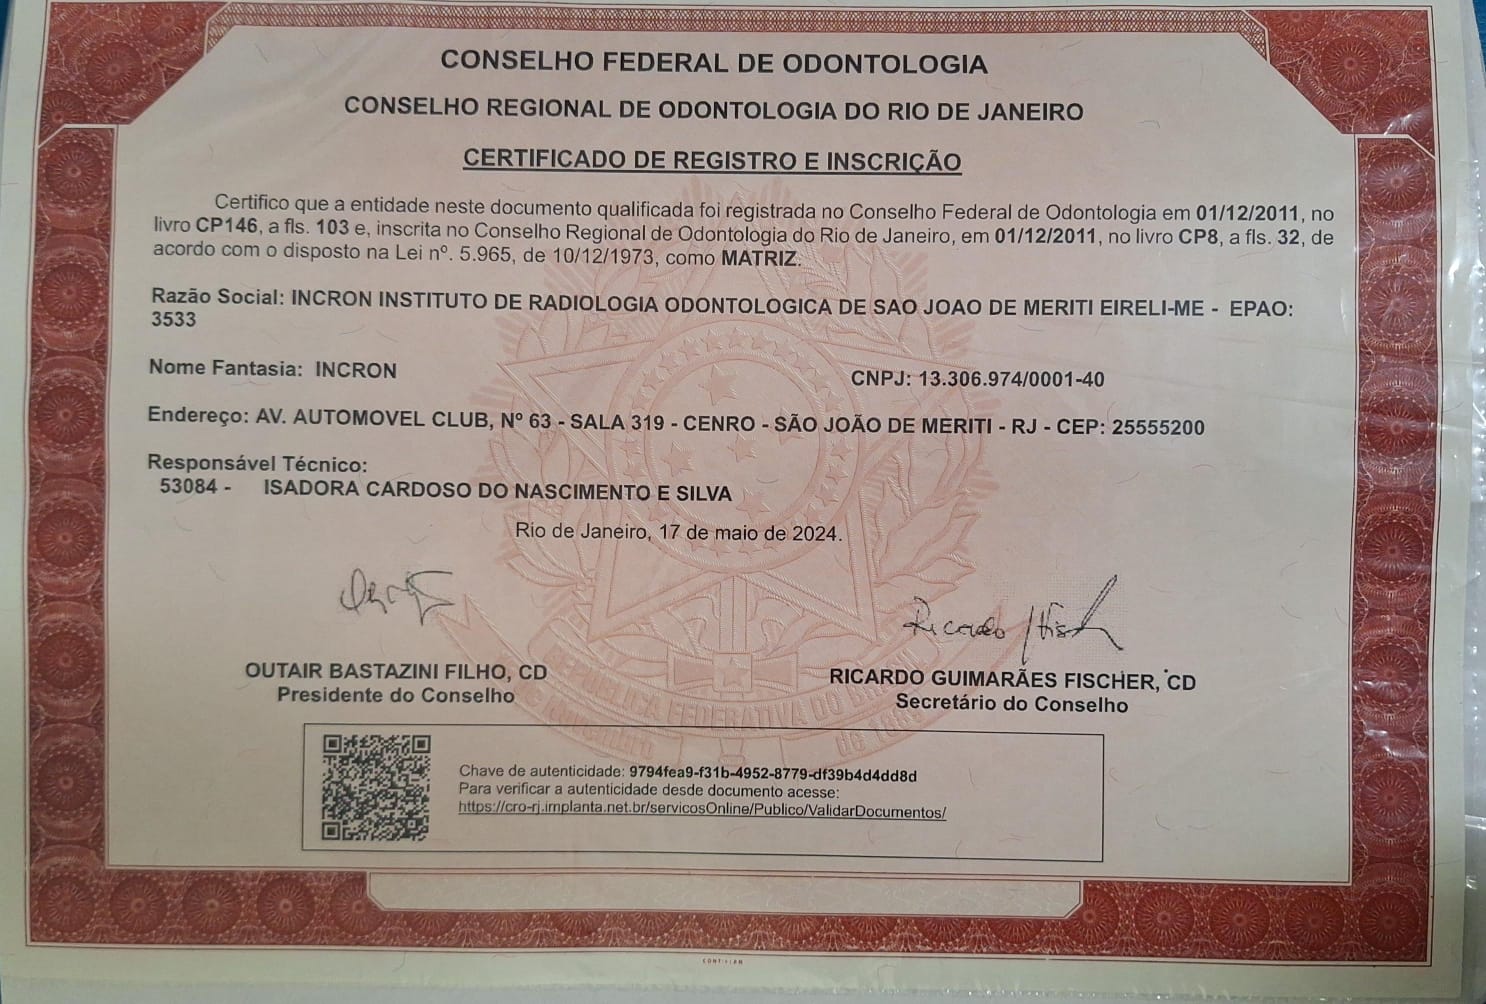 CONSELHO FEDERAL DE ODONTOLOGIA
CONSELHO REGIONAL DE ODONTOLOGIA DO RIO DE JANEIRO
CERTIFICADO DE REGISTRO E INSCRIÇÃO
Certifico que a entidade neste documento qualificada foi registrada no Conselho Federal de Odontologia em 01/12/2011, no
livro CP146, a fls. 103 e, inscrita no Conselho Regional de Odontologia do Rio de Janeiro, em 01/12/2011, no livro CP8, a fls. 32, de
acordo com o disposto na Lei nº. 5.965, de 10/12/1973, como MATRIZ.
Razão Social: INCRON INSTITUTO DE RADIOLOGIA ODONTOLOGICA DE SAO JOAO DE MERITI EIRELI-ME - EPAO:
3533
Nome Fantasia: INCRON
CNPJ: 13.306.974/0001-40
Endereço: AV. AUTOMOVEL CLUB, Nº 63 - SALA 319 - CENRO - SÃO JOÃO DE MERITI - RJ - CEP: 25555200
Responsável Técnico:
53084 - ISADORA CARDOSO DO NASCIMENTO E SILVA
Rio de Janeiro, 17 de maio de 2024.
Ricardo Fisch
OUTAIR BASTAZINI FILHO, CD
Presidente do Conselho
RICARDO GUIMARÃES FISCHER, CD
Secretário do Conselho
REPÚBLICA FEDERATIVA DO BRASIL
de 1889
Chave de autenticidade: 9794fea9-f31b-4952-8779-df39b4d4dd8d
Para verificar a autenticidade desde documento acesse:
https://cro-rj.implanta.net.br/servicosOnline/Publico/ValidarDocumentos/